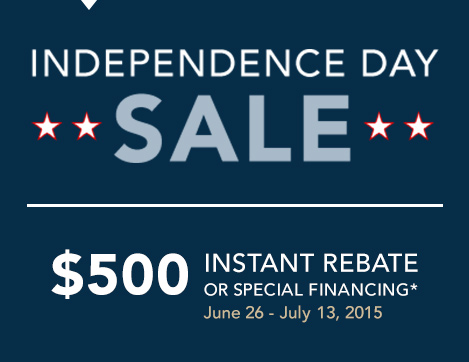 INDEPENDENCE DAY
SALE
$500 INSTANT REBATE
OR SPECIAL FINANCING*
June 26 - July 13, 2015